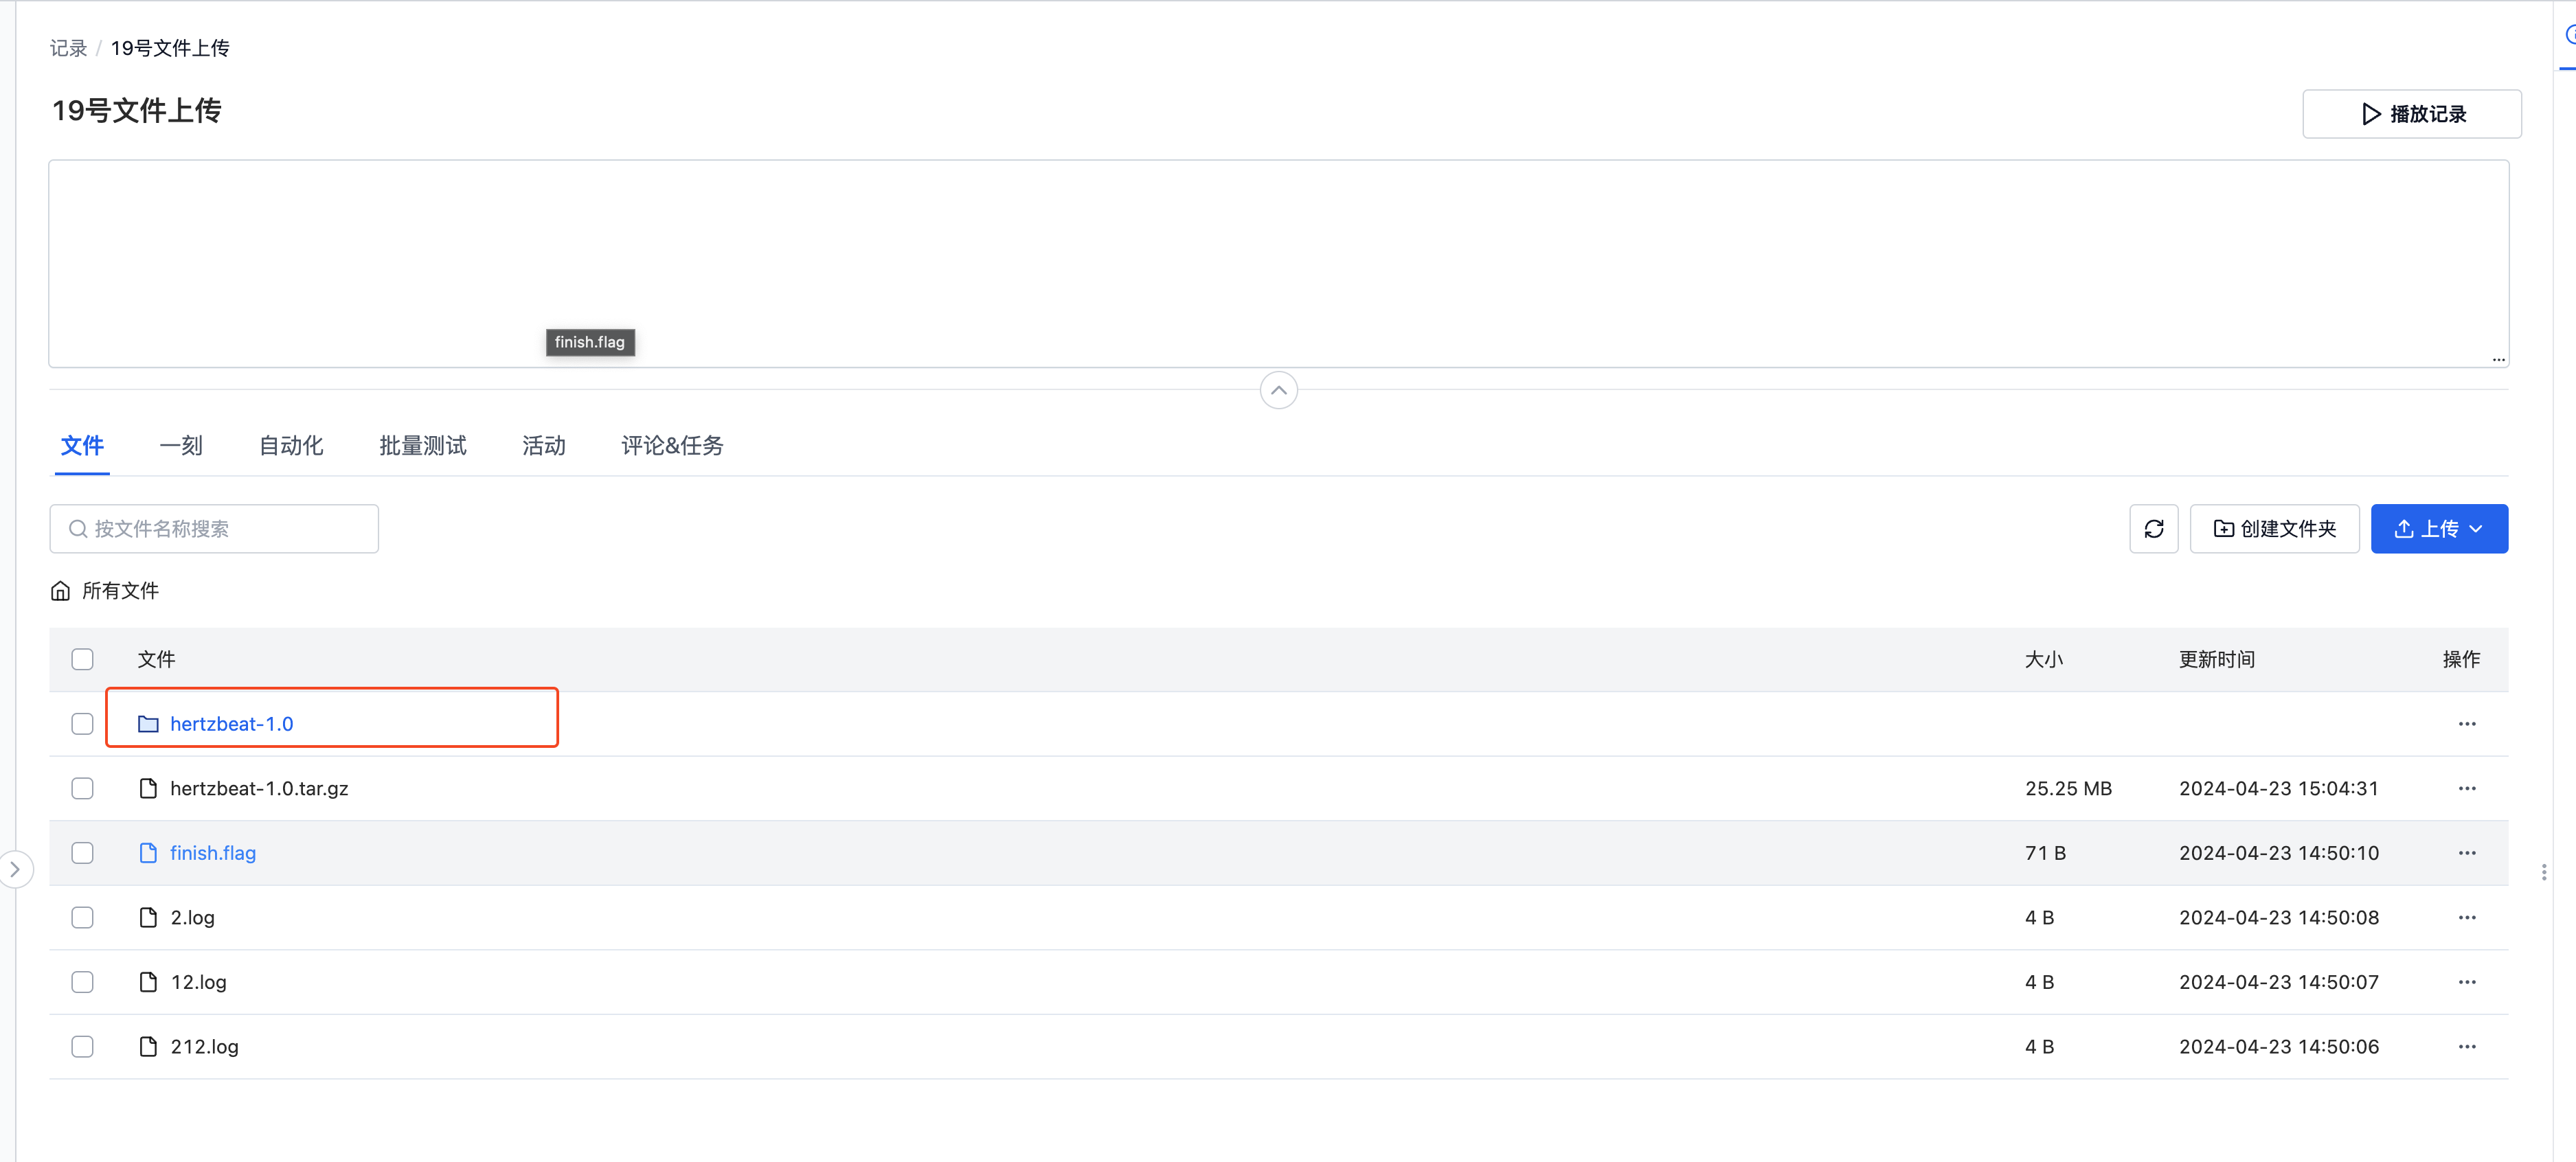 记录 / 19号文件上传
19号文件上传
播放记录
finish.flag
文件 一刻 自动化 批量测试 活动 评论&任务
按文件名称搜索 创建文件夹 上传
所有文件
文件 大小 更新时间 操作
hertzbeat-1.0
hertzbeat-1.0.tar.gz 25.25 MB 2024-04-23 15:04:31
finish.flag 71 B 2024-04-23 14:50:10
2.log 4 B 2024-04-23 14:50:08
12.log 4 B 2024-04-23 14:50:07
212.log 4 B 2024-04-23 14:50:06